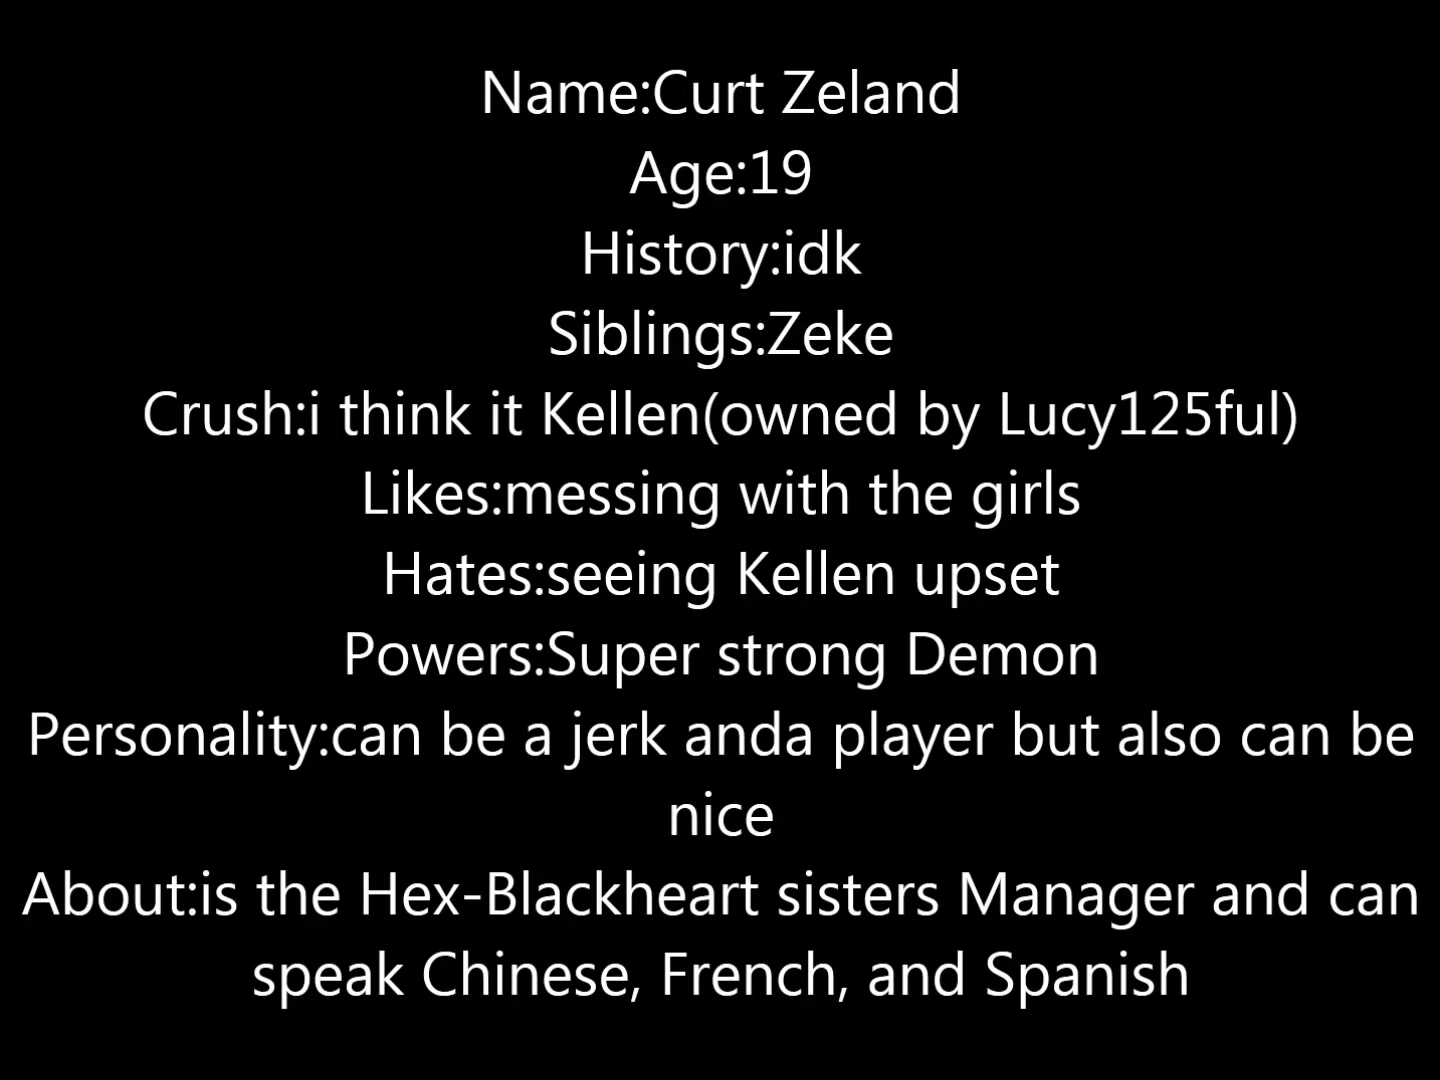 Name:Curt Zeland
Age:19
History:idk
Siblings:Zeke
Crush:i think it Kellen(owned by Lucy125ful)
Likes:messing with the girls
Hates:seeing Kellen upset
Powers:Super strong Demon
Personality:can be a jerk anda player but also can be
nice
About:is the Hex-Blackheart sisters Manager and can
speak Chinese, French, and Spanish